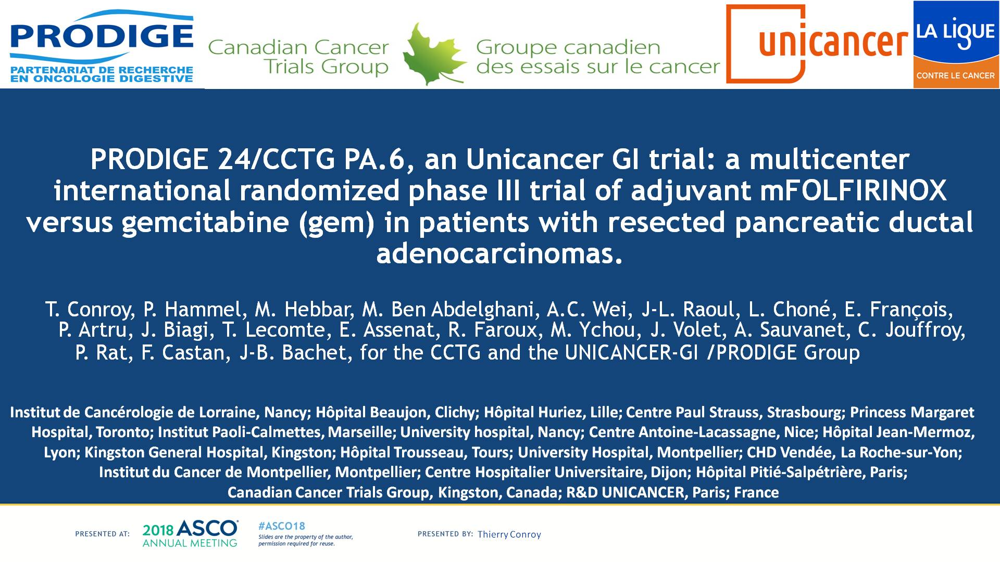 PRODIGE
PARTENARIAT DE RECHERCHE
EN ONCOLOGIE DIGESTIVE
Canadian Cancer
Trials Group
Groupe canadien
des essais sur le cancer
unicancer
LA LIGUE
CONTRE LE CANCER
PRODIGE 24/CCTG PA.6, an Unicancer GI trial: a multicenter
international randomized phase III trial of adjuvant mFOLFIRINOX
versus gemcitabine (gem) in patients with resected pancreatic ductal
adenocarcinomas.
T. Conroy, P. Hammel, M. Hebbar, M. Ben Abdelghani, A.C. Wei, J-L. Raoul, L. Choné, E. François,
P. Artru, J. Biagi, T. Lecomte, E. Assenat, R. Faroux, M. Ychou, J. Volet, A. Sauvanet, C. Jouffroy,
P. Rat, F. Castan, J-B. Bachet, for the CCTG and the UNICANCER-GI /PRODIGE Group
Institut de Cancérologie de Lorraine, Nancy; Hôpital Beaujon, Clichy; Hôpital Huriez, Lille; Centre Paul Strauss, Strasbourg; Princess Margaret
Hospital, Toronto; Institut Paoli-Calmettes, Marseille; University hospital, Nancy; Centre Antoine-Lacassagne, Nice; Hôpital Jean-Mermoz,
Lyon; Kingston General Hospital, Kingston; Hôpital Trousseau, Tours; University Hospital, Montpellier; CHD Vendée, La Roche-sur-Yon;
Institut du Cancer de Montpellier, Montpellier; Centre Hospitalier Universitaire, Dijon; Hôpital Pitié-Salpétrière, Paris;
Canadian Cancer Trials Group, Kingston, Canada; R&D UNICANCER, Paris; France
PRESENTED AT:
2018 ASCO
ANNUAL MEETING
#ASCO18
Slides are the property of the author,
permission required for reuse.
PRESENTED BY: Thierry Conroy